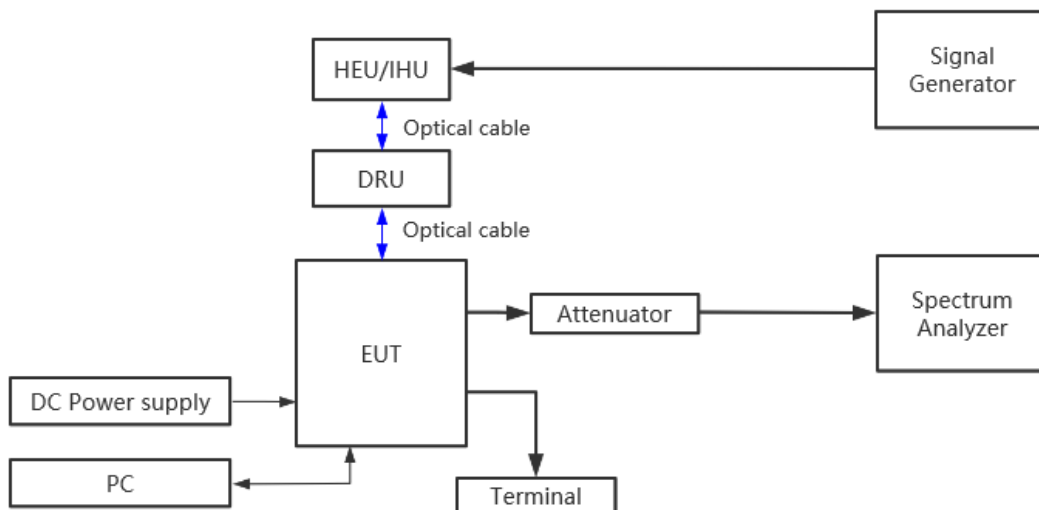 HEU/IHU
Signal
Generator
Optical cable
DRU
Optical cable
EUT
Attenuator
Spectrum
Analyzer
DC Power supply
PC
Terminal